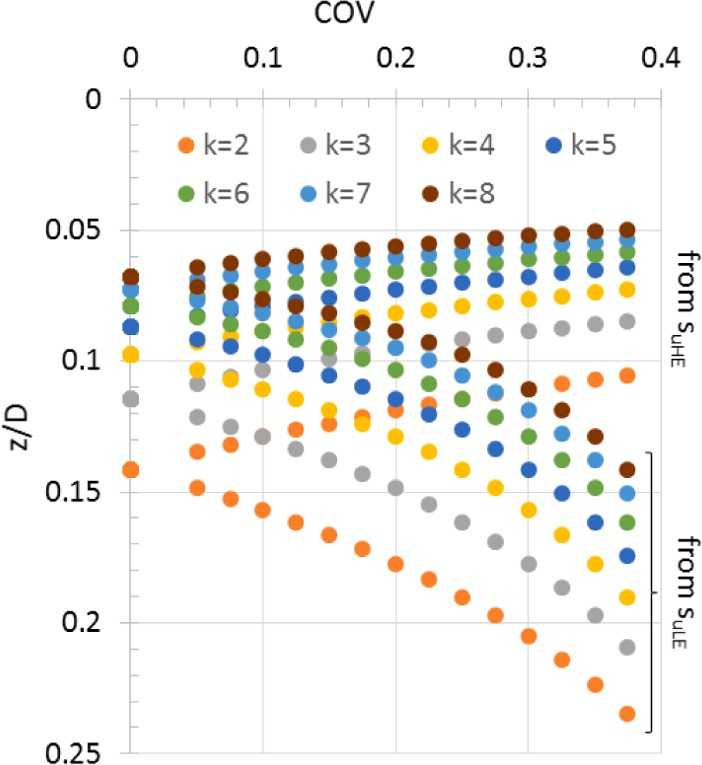 COV
0 0.1 0.2 0.3 0.4
0
k=2 k=3 k=4 k=5
k=6 k=7 k=8
0.05
0.1
0.15
0.2
0.25
z/D
from suHE
from suLE